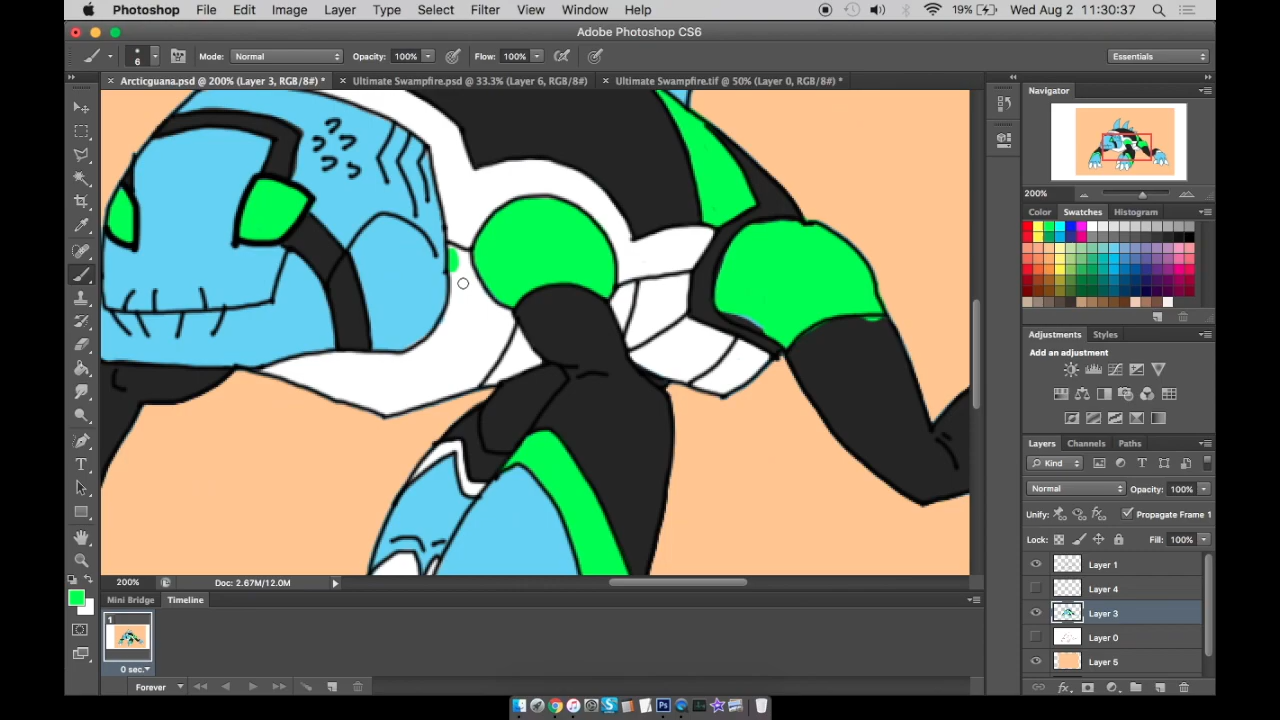 Photoshop File Edit Image Layer Type Select Filter View Window Help 19% Wed Aug 2 11:30:37
Adobe Photoshop CS6
6 Mode: Normal Opacity: 100% Flow: 100% Essentials
× Arcticguana.psd @ 200% (Layer 3, RGB/8#) * × Ultimate Swampfire.psd @ 33.3% (Layer 6, RGB/8#) × Ultimate Swampfire.tif @ 50% (Layer 0, RGB/8#) *
Navigator
200%
Color Swatches Histogram
Adjustments Styles
Add an adjustment
Layers Channels Paths
Kind
Normal Opacity: 100%
Unify: Propagate Frame 1
Lock: Fill: 100%
Layer 1
Layer 4
Layer 3
Layer 0
Layer 5
200% Doc: 2.67M/12.0M
Mini Bridge Timeline
1
0 sec.
Forever